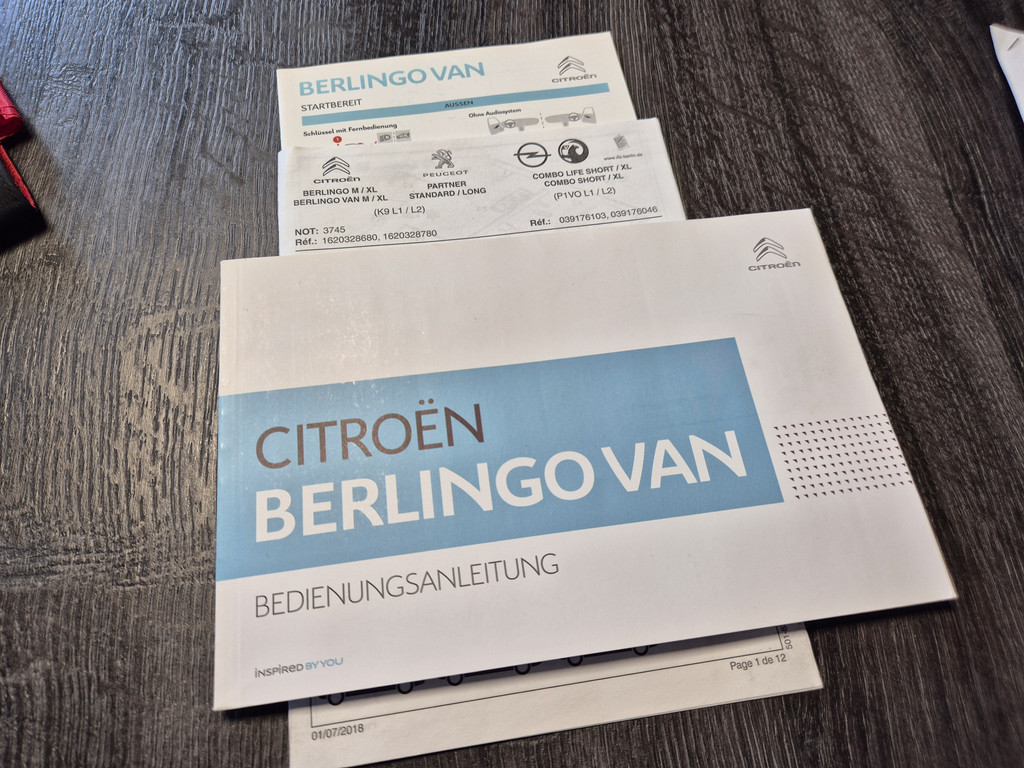 BERLINGO VAN
CITROËN
STARTBEREIT
AUSSEN
Schlüssel mit Fernbedienung
Ohne Audiosystem
CITROËN
PEUGEOT
BERLINGO M / XL
BERLINGO VAN M / XL
PARTNER
STANDARD / LONG
COMBO LIFE SHORT / XL
COMBO SHORT / XL
(K9 L1 / L2)
(P1VO L1 / L2)
NOT: 3745
Réf.: 1620328680, 1620328780
Réf.: 039176103, 039176046
CITROËN
CITROËN
BERLINGO VAN
BEDIENUNGSANLEITUNG
INSPIRED BY YOU
01/07/2018
Page 1 de 12